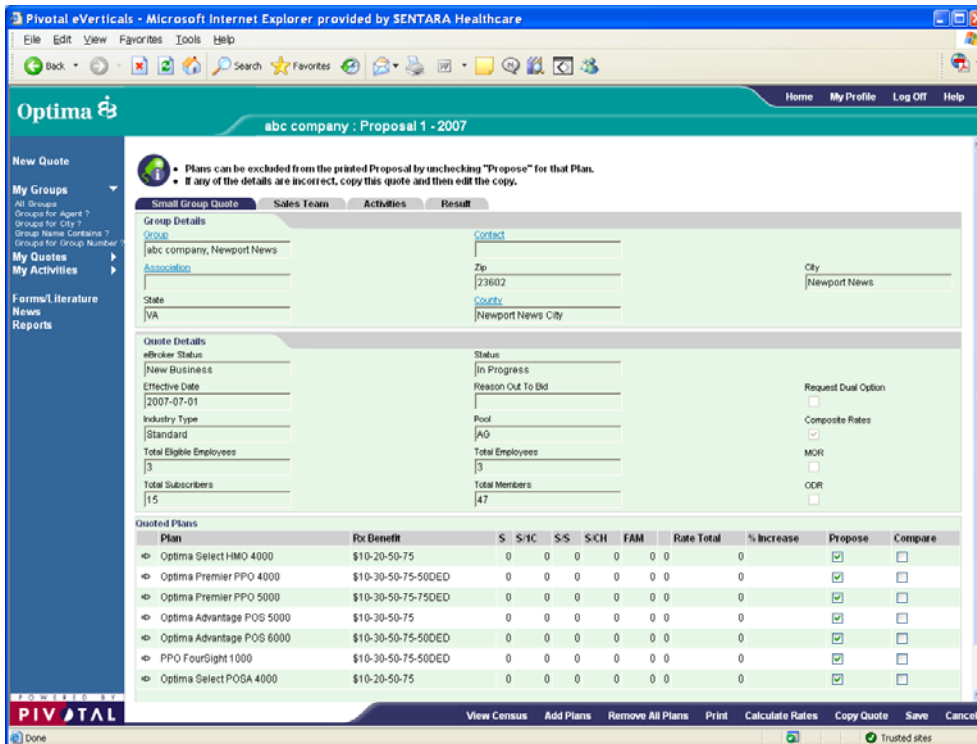 Pivotal eVerticals - Microsoft Internet Explorer provided by SENTARA Healthcare
File Edit View Favorites Tools Help
Back Search Favorites
Home My Profile Log Off Help
Optima
abc company : Proposal 1 - 2007
New Quote
My Groups
All Groups
Groups for Agent ?
Groups for City ?
Group Name Contains ?
Groups for Group Number ?
My Quotes
My Activities
Forms/Literature
News
Reports
• Plans can be excluded from the printed Proposal by unchecking "Propose" for that Plan.
• If any of the details are incorrect, copy this quote and then edit the copy.
Small Group Quote Sales Team Activities Result
Group Details
Group Contact
abc company, Newport News
Association Zip City
23602 Newport News
State County
VA Newport News City
Quote Details
eBroker Status Status
New Business In Progress
Effective Date Reason Out To Bid Request Dual Option
2007-07-01
Industry Type Pool Composite Rates
Standard AG
Total Eligible Employees Total Employees MOR
3 3
Total Subscribers Total Members ODR
15 47
Quoted Plans
Plan Rx Benefit S S/1C S/S S/CH FAM Rate Total % Increase Propose Compare
Optima Select HMO 4000 $10-20-50-75 0 0 0 0 0 0 0
Optima Premier PPO 4000 $10-30-50-75-50DED 0 0 0 0 0 0 0
Optima Premier PPO 5000 $10-30-50-75-75DED 0 0 0 0 0 0 0
Optima Advantage POS 5000 $10-30-50-75 0 0 0 0 0 0 0
Optima Advantage POS 6000 $10-30-50-75-50DED 0 0 0 0 0 0 0
PPO FourSight 1000 $10-30-50-75-50DED 0 0 0 0 0 0 0
Optima Select POSA 4000 $10-20-50-75 0 0 0 0 0 0 0
POWERED BY
PIVOTAL
View Census Add Plans Remove All Plans Print Calculate Rates Copy Quote Save Cancel
Done Trusted sites